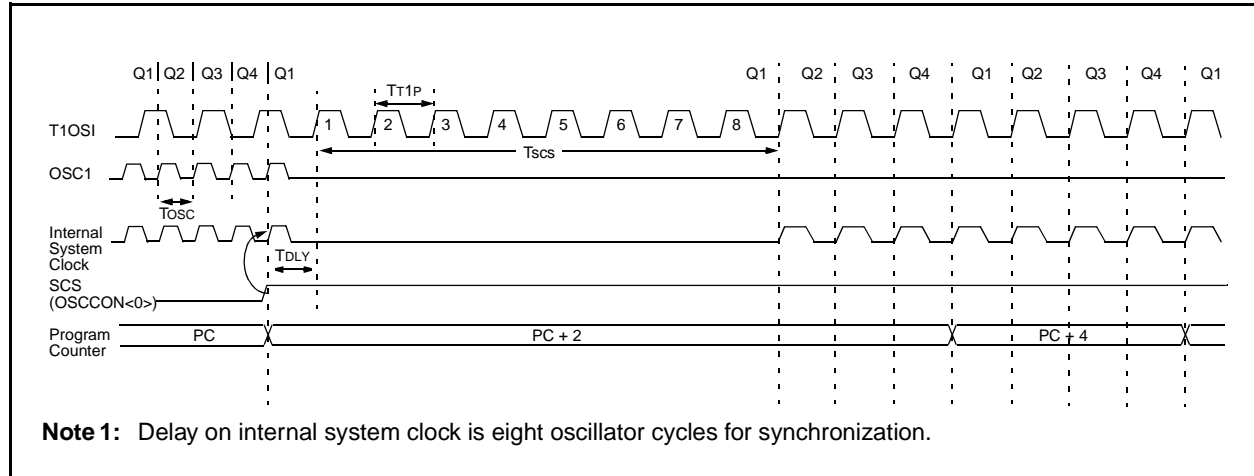 Q1 Q2 Q3 Q4 Q1 Q1 Q2 Q3 Q4 Q1 Q2 Q3 Q4 Q1
TT1P
T1OSI 1 2 3 4 5 6 7 8
TSCS
OSC1
TOSC
Internal
System
Clock
TDLY
SCS
(OSCCON<0>)
Program
Counter
PC PC + 2 PC + 4
Note 1: Delay on internal system clock is eight oscillator cycles for synchronization.